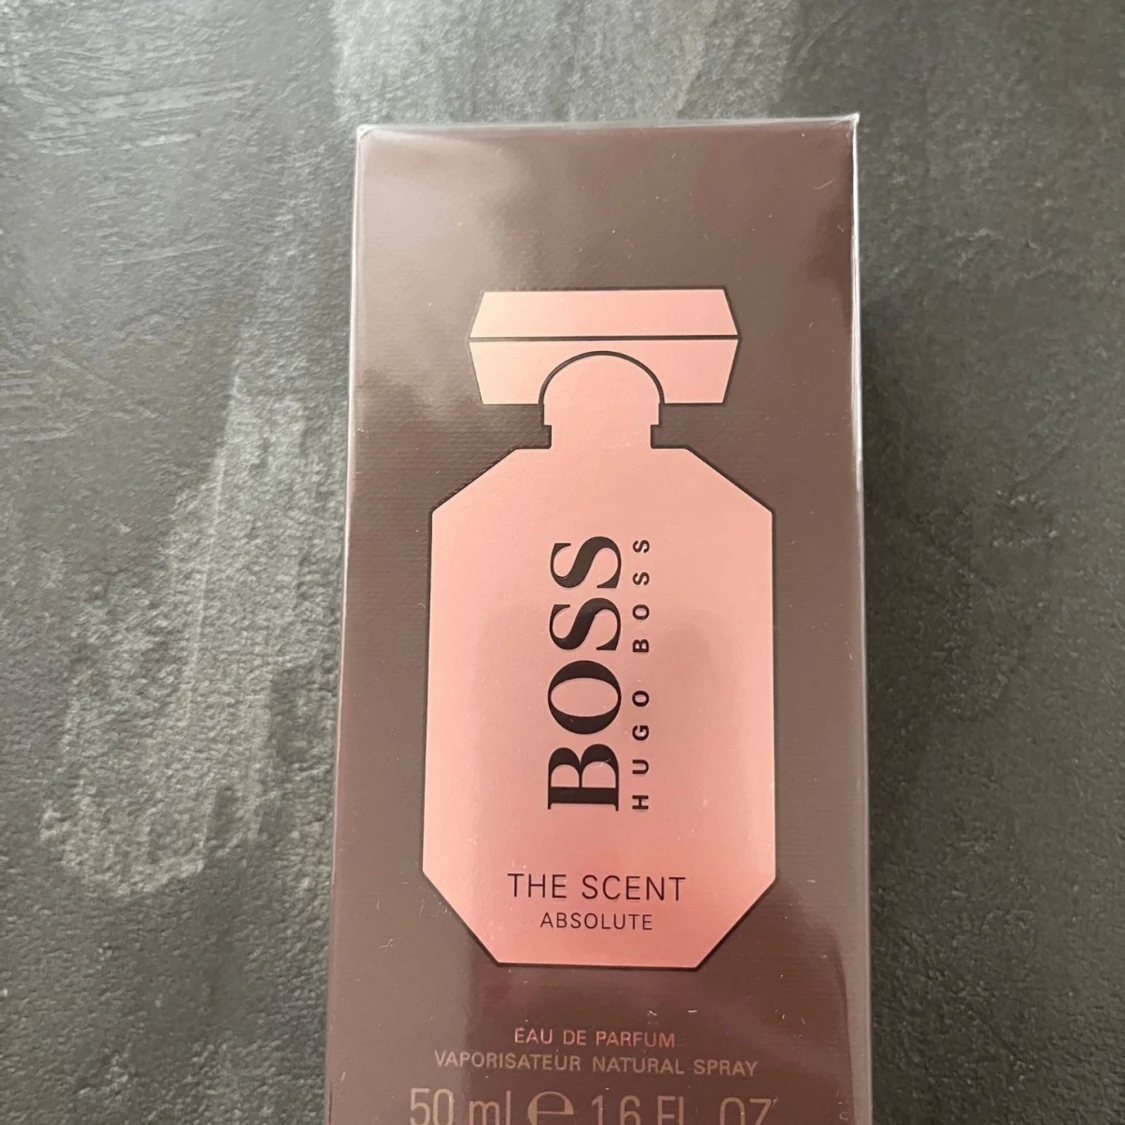 BOSS
HUGO BOSS
THE SCENT
ABSOLUTE
EAU DE PARFUM
VAPORISATEUR NATURAL SPRAY
50 ml ℮ 1.6 FL. OZ.